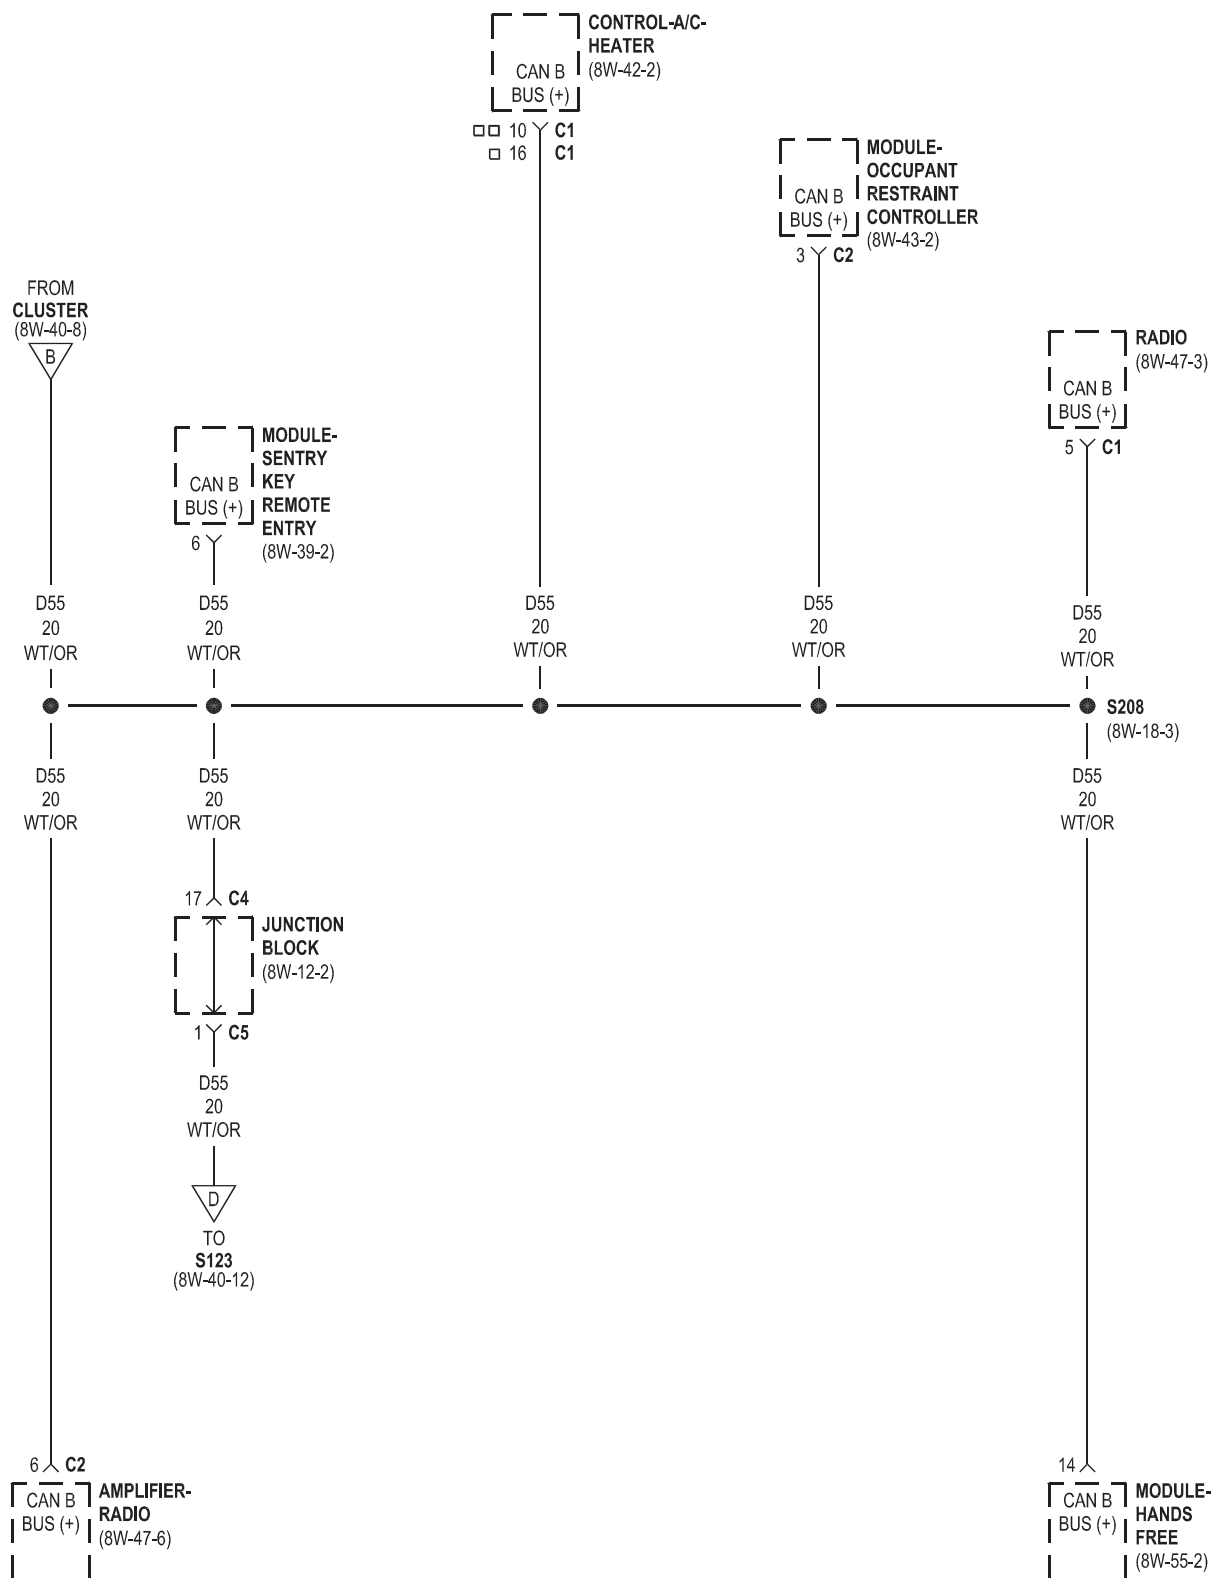 CONTROL-A/C-
HEATER
(8W-42-2)
CAN B
BUS (+)
10 C1
16 C1
MODULE-
OCCUPANT
RESTRAINT
CONTROLLER
(8W-43-2)
CAN B
BUS (+)
3 C2
FROM
CLUSTER
(8W-40-8)
B
RADIO
(8W-47-3)
CAN B
BUS (+)
5 C1
MODULE-
SENTRY
KEY
REMOTE
ENTRY
(8W-39-2)
CAN B
BUS (+)
6
D55
20
WT/OR
D55
20
WT/OR
D55
20
WT/OR
D55
20
WT/OR
D55
20
WT/OR
S208
(8W-18-3)
D55
20
WT/OR
D55
20
WT/OR
D55
20
WT/OR
17 C4
JUNCTION
BLOCK
(8W-12-2)
1 C5
D55
20
WT/OR
D
TO
S123
(8W-40-12)
6 C2
CAN B
BUS (+)
AMPLIFIER-
RADIO
(8W-47-6)
14
CAN B
BUS (+)
MODULE-
HANDS
FREE
(8W-55-2)